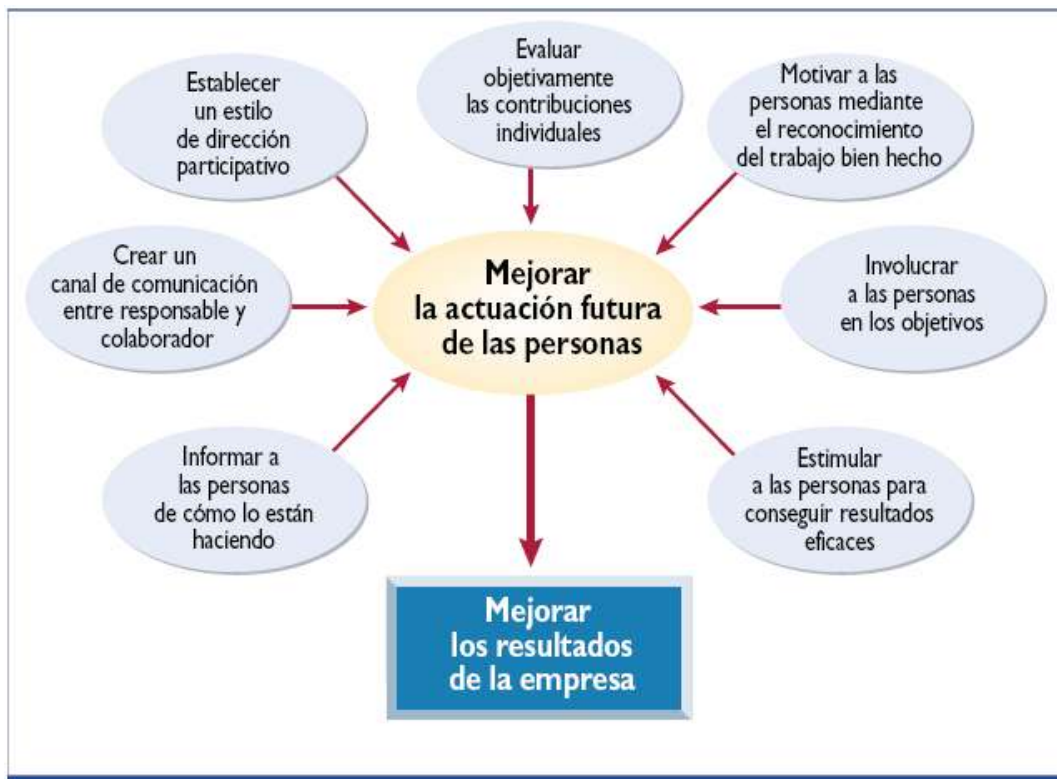 Evaluar
objetivamente
las contribuciones
individuales
Establecer
un estilo
de dirección
participativo
Motivar a las
personas mediante
el reconocimiento
del trabajo bien hecho
Crear un
canal de comunicación
entre responsable y
colaborador
Mejorar
la actuación futura
de las personas
Involucrar
a las personas
en los objetivos
Informar a
las personas
de cómo lo están
haciendo
Estimular
a las personas para
conseguir resultados
eficaces
Mejorar
los resultados
de la empresa